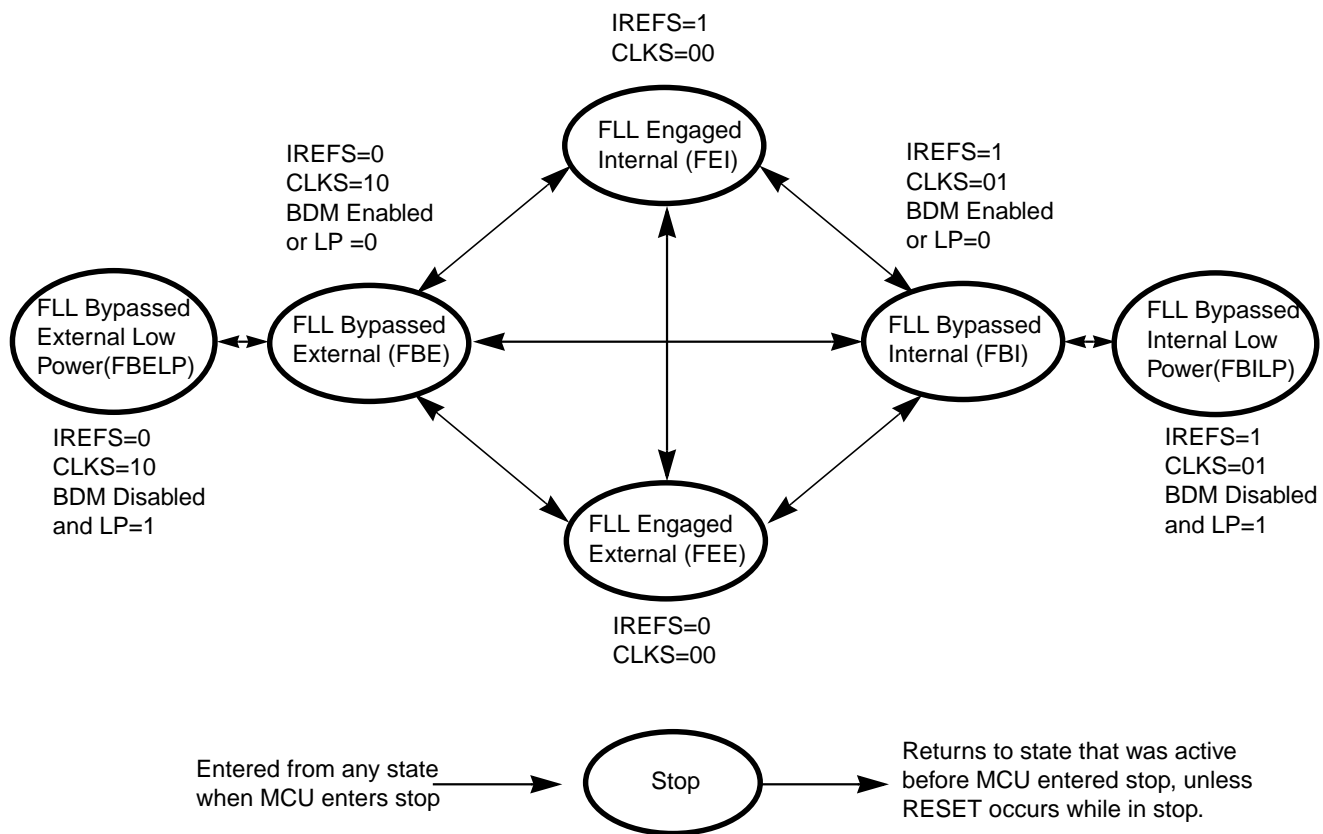 IREFS=1
CLKS=00
FLL Engaged
Internal (FEI)
IREFS=0
CLKS=10
BDM Enabled
or LP =0
IREFS=1
CLKS=01
BDM Enabled
or LP=0
FLL Bypassed
External Low
Power(FBELP)
FLL Bypassed
External (FBE)
FLL Bypassed
Internal (FBI)
FLL Bypassed
Internal Low
Power(FBILP)
IREFS=0
CLKS=10
BDM Disabled
and LP=1
FLL Engaged
External (FEE)
IREFS=1
CLKS=01
BDM Disabled
and LP=1
IREFS=0
CLKS=00
Entered from any state
when MCU enters stop
Stop
Returns to state that was active
before MCU entered stop, unless
RESET occurs while in stop.